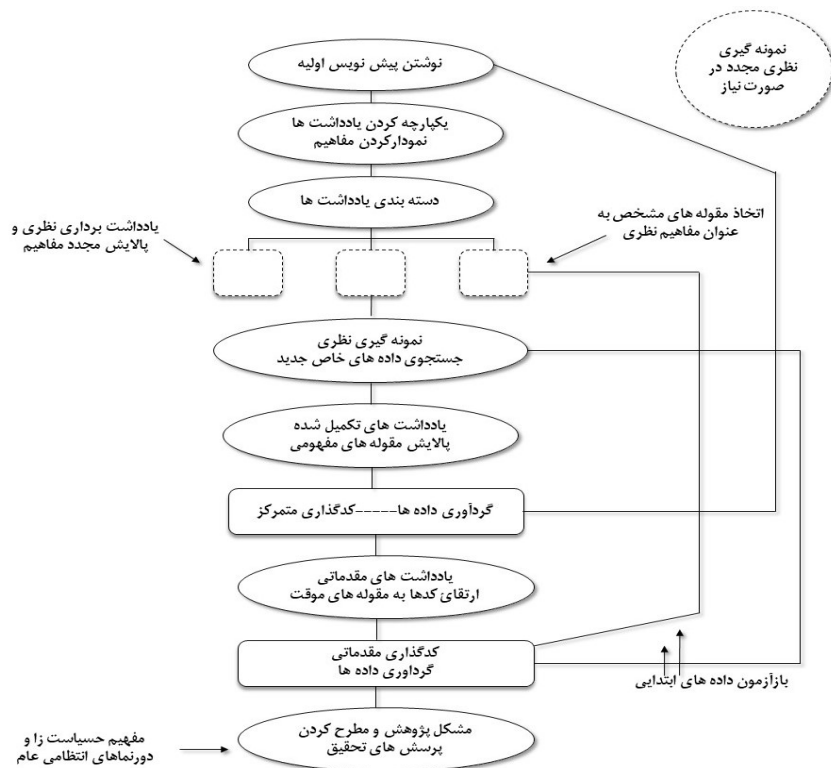 نمونه گیری
نظری مجدد در
صورت نیاز
نوشتن پیش نویس اولیه
یکپارچه کردن یادداشت ها
نمودارکردن مفاهیم
دسته بندی یادداشت ها
اتخاذ مقوله های مشخص به
عنوان مفاهیم نظری
یادداشت برداری نظری و
پالایش مجدد مفاهیم
نمونه گیری نظری
جستجوی داده های خاص جدید
یادداشت های تکمیل شده
پالایش مقوله های مفهومی
گردآوری داده ها-----کدگذاری متمرکز
یادداشت های مقدماتی
ارتقائ کدها به مقوله های موقت
کدگذاری مقدماتی
گرداوری داده ها
بازآزمون داده های ابتدایی
مشکل پژوهش و مطرح کردن
پرسش های تحقیق
مفهیم حسیاست زا و
دورنماهای انتظامی عام